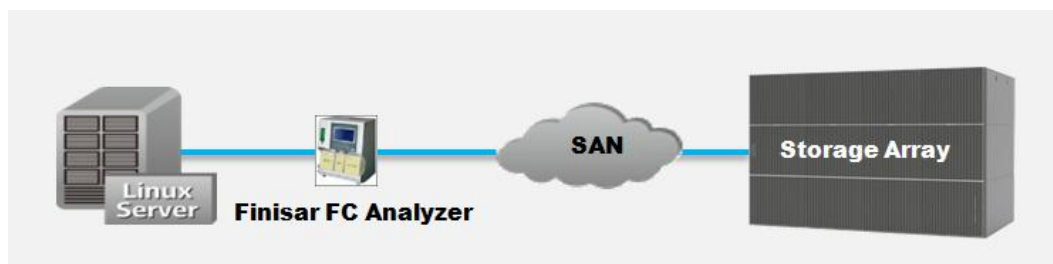 Linux
Server
Finisar FC Analyzer
SAN
Storage Array